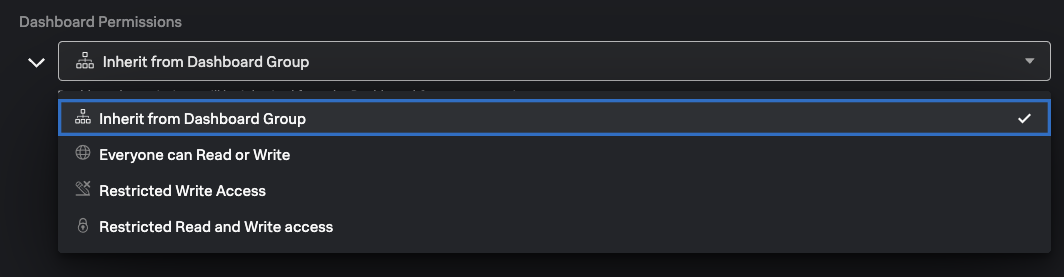 Dashboard Permissions
Inherit from Dashboard Group
Inherit from Dashboard Group
Everyone can Read or Write
Restricted Write Access
Restricted Read and Write access